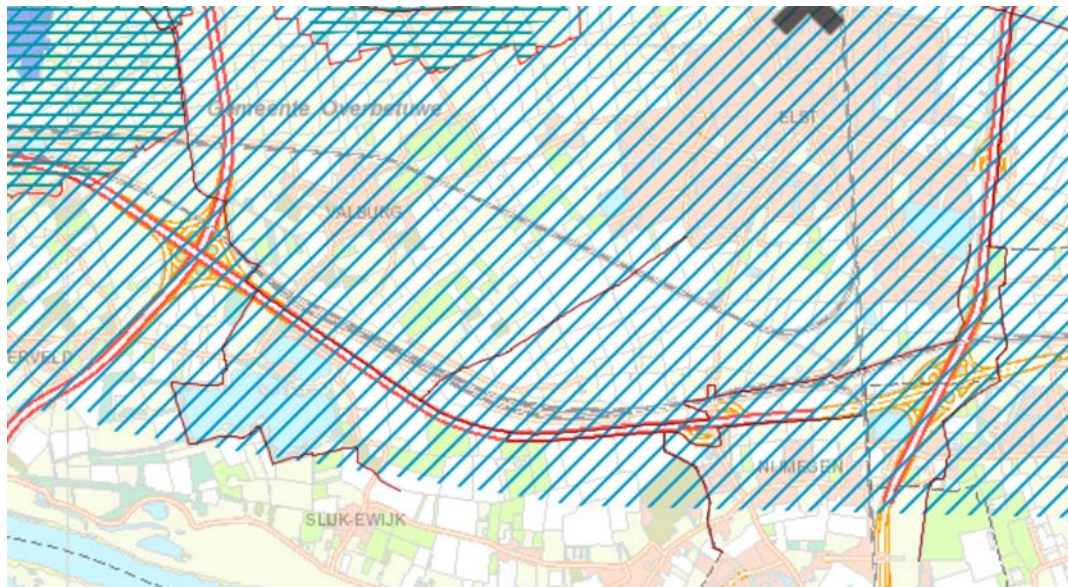 Gemeente Overbetuwe
ELST
VALBURG
ERVELD
NIJMEGEN
SLIJK-EWIJK